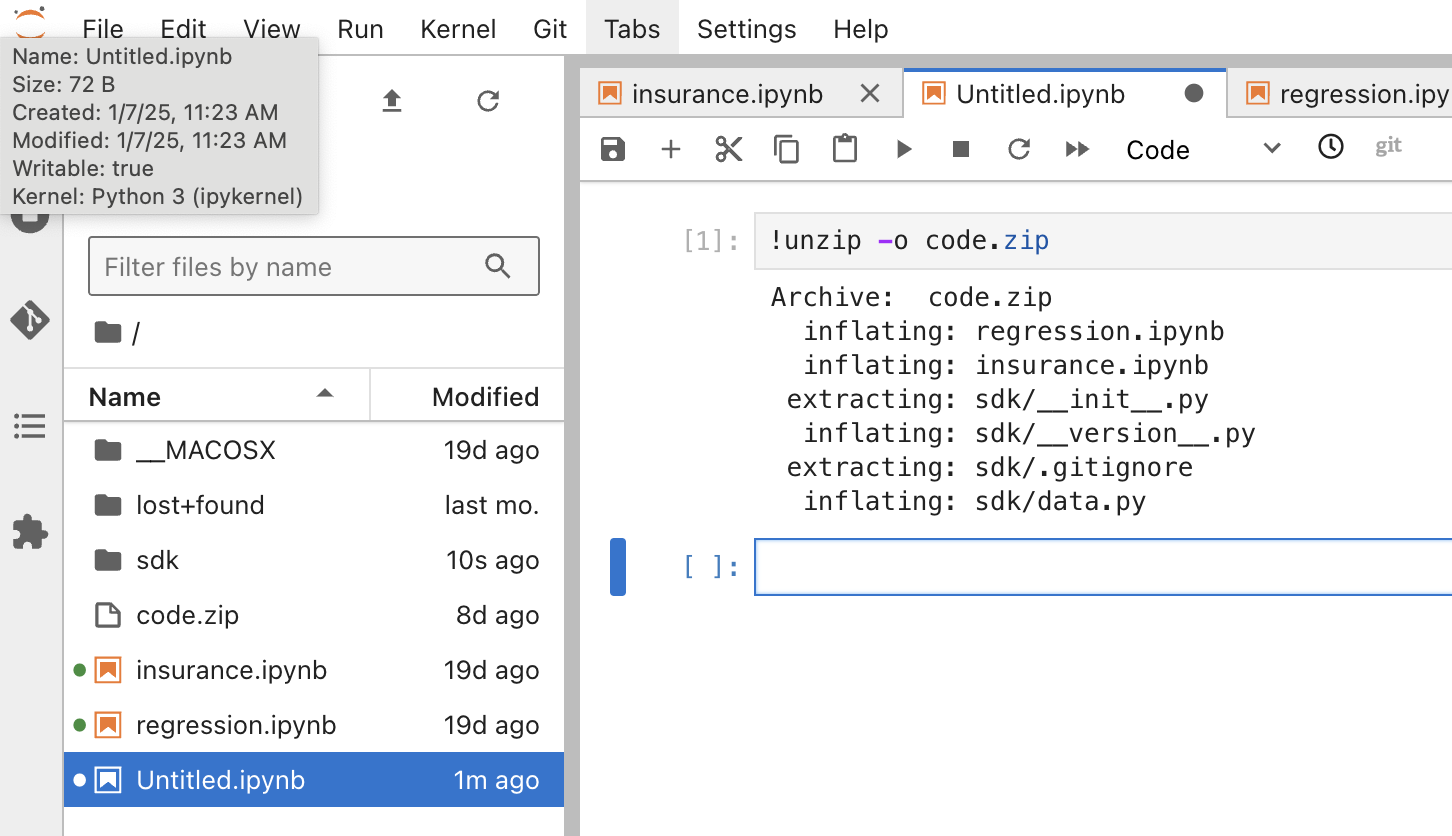 File Edit View Run Kernel Git Tabs Settings Help
Name: Untitled.ipynb
Size: 72 B
Created: 1/7/25, 11:23 AM
Modified: 1/7/25, 11:23 AM
Writable: true
Kernel: Python 3 (ipykernel)
Filter files by name
/
Name Modified
__MACOSX 19d ago
lost+found last mo.
sdk 10s ago
code.zip 8d ago
insurance.ipynb 19d ago
regression.ipynb 19d ago
Untitled.ipynb 1m ago
insurance.ipynb Untitled.ipynb regression.ipy
Code git
[1]: !unzip -o code.zip
Archive:  code.zip
  inflating: regression.ipynb
  inflating: insurance.ipynb
 extracting: sdk/__init__.py
  inflating: sdk/__version__.py
 extracting: sdk/.gitignore
  inflating: sdk/data.py
[ ]: